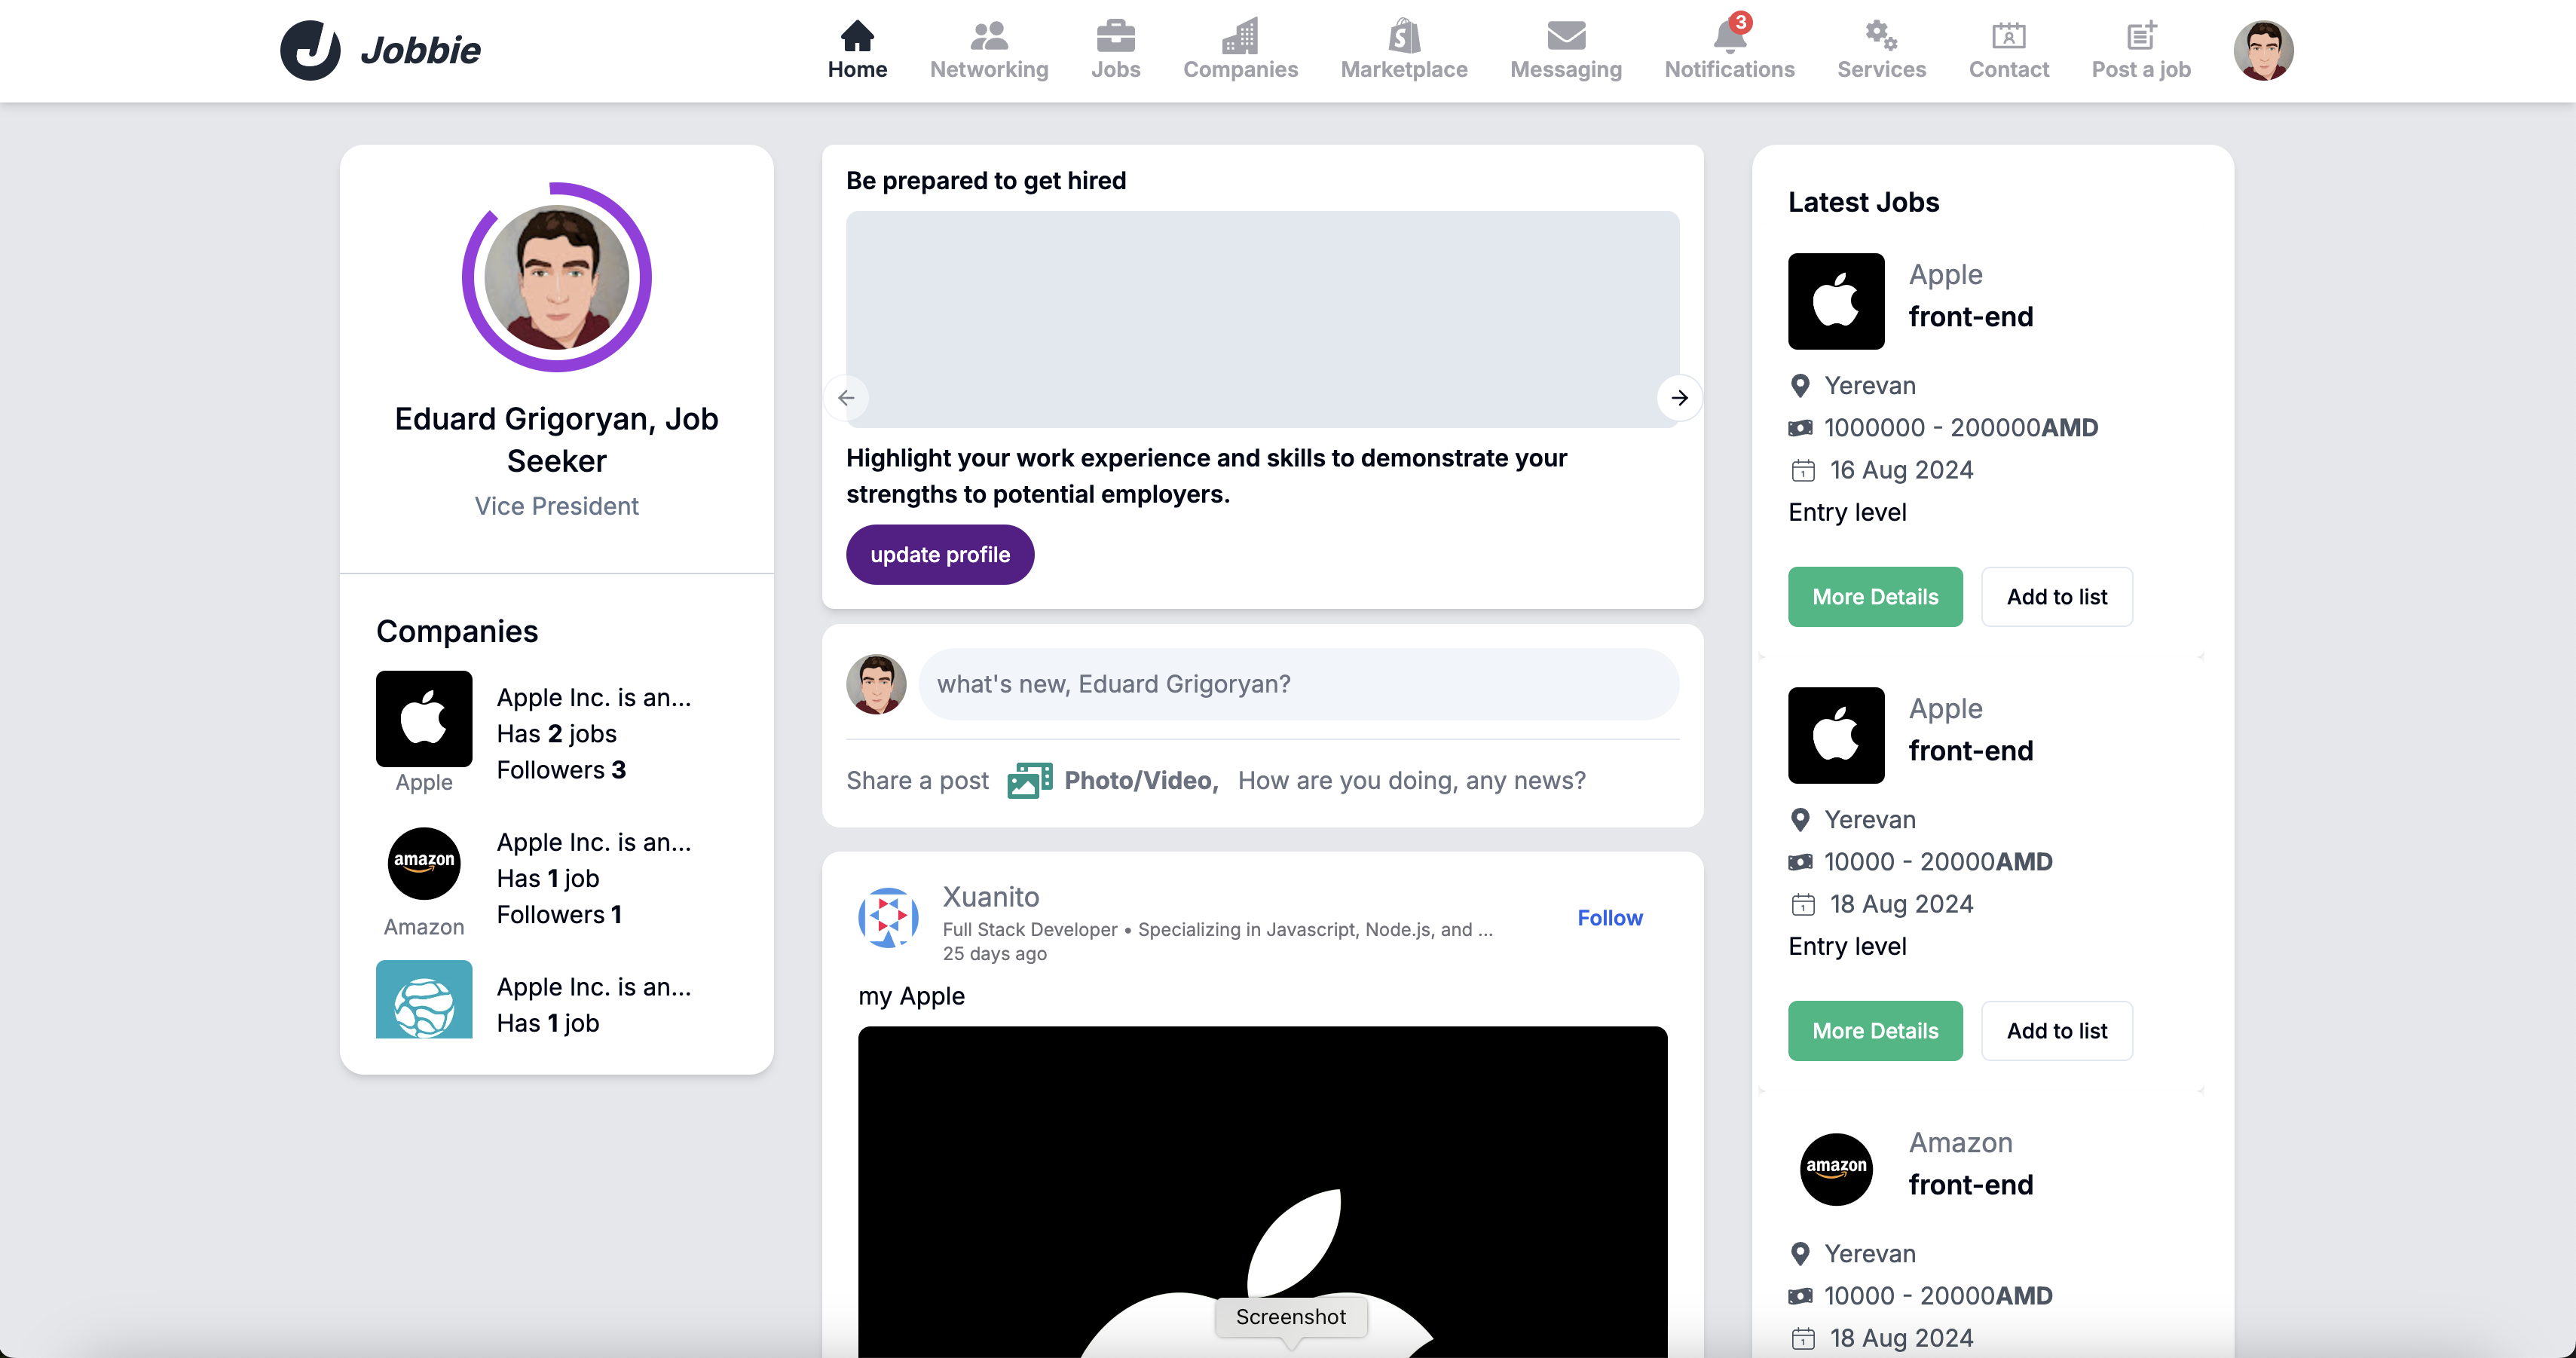 Jobbie
Home
Networking
Jobs
Companies
Marketplace
Messaging
3
Notifications
Services
Contact
Post a job
Eduard Grigoryan, Job
Seeker
Vice President
Companies
Apple
Apple Inc. is an...
Has 2 jobs
Followers 3
amazon
Amazon
Apple Inc. is an...
Has 1 job
Followers 1
Apple Inc. is an...
Has 1 job
Be prepared to get hired
Highlight your work experience and skills to demonstrate your
strengths to potential employers.
update profile
what's new, Eduard Grigoryan?
Share a post Photo/Video, How are you doing, any news?
Xuanito
Full Stack Developer • Specializing in Javascript, Node.js, and ...
25 days ago
Follow
my Apple
Screenshot
Latest Jobs
Apple
front-end
Yerevan
1000000 - 200000AMD
1 16 Aug 2024
Entry level
More Details
Add to list
Apple
front-end
Yerevan
10000 - 20000AMD
1 18 Aug 2024
Entry level
More Details
Add to list
amazon
Amazon
front-end
Yerevan
10000 - 20000AMD
1 18 Aug 2024